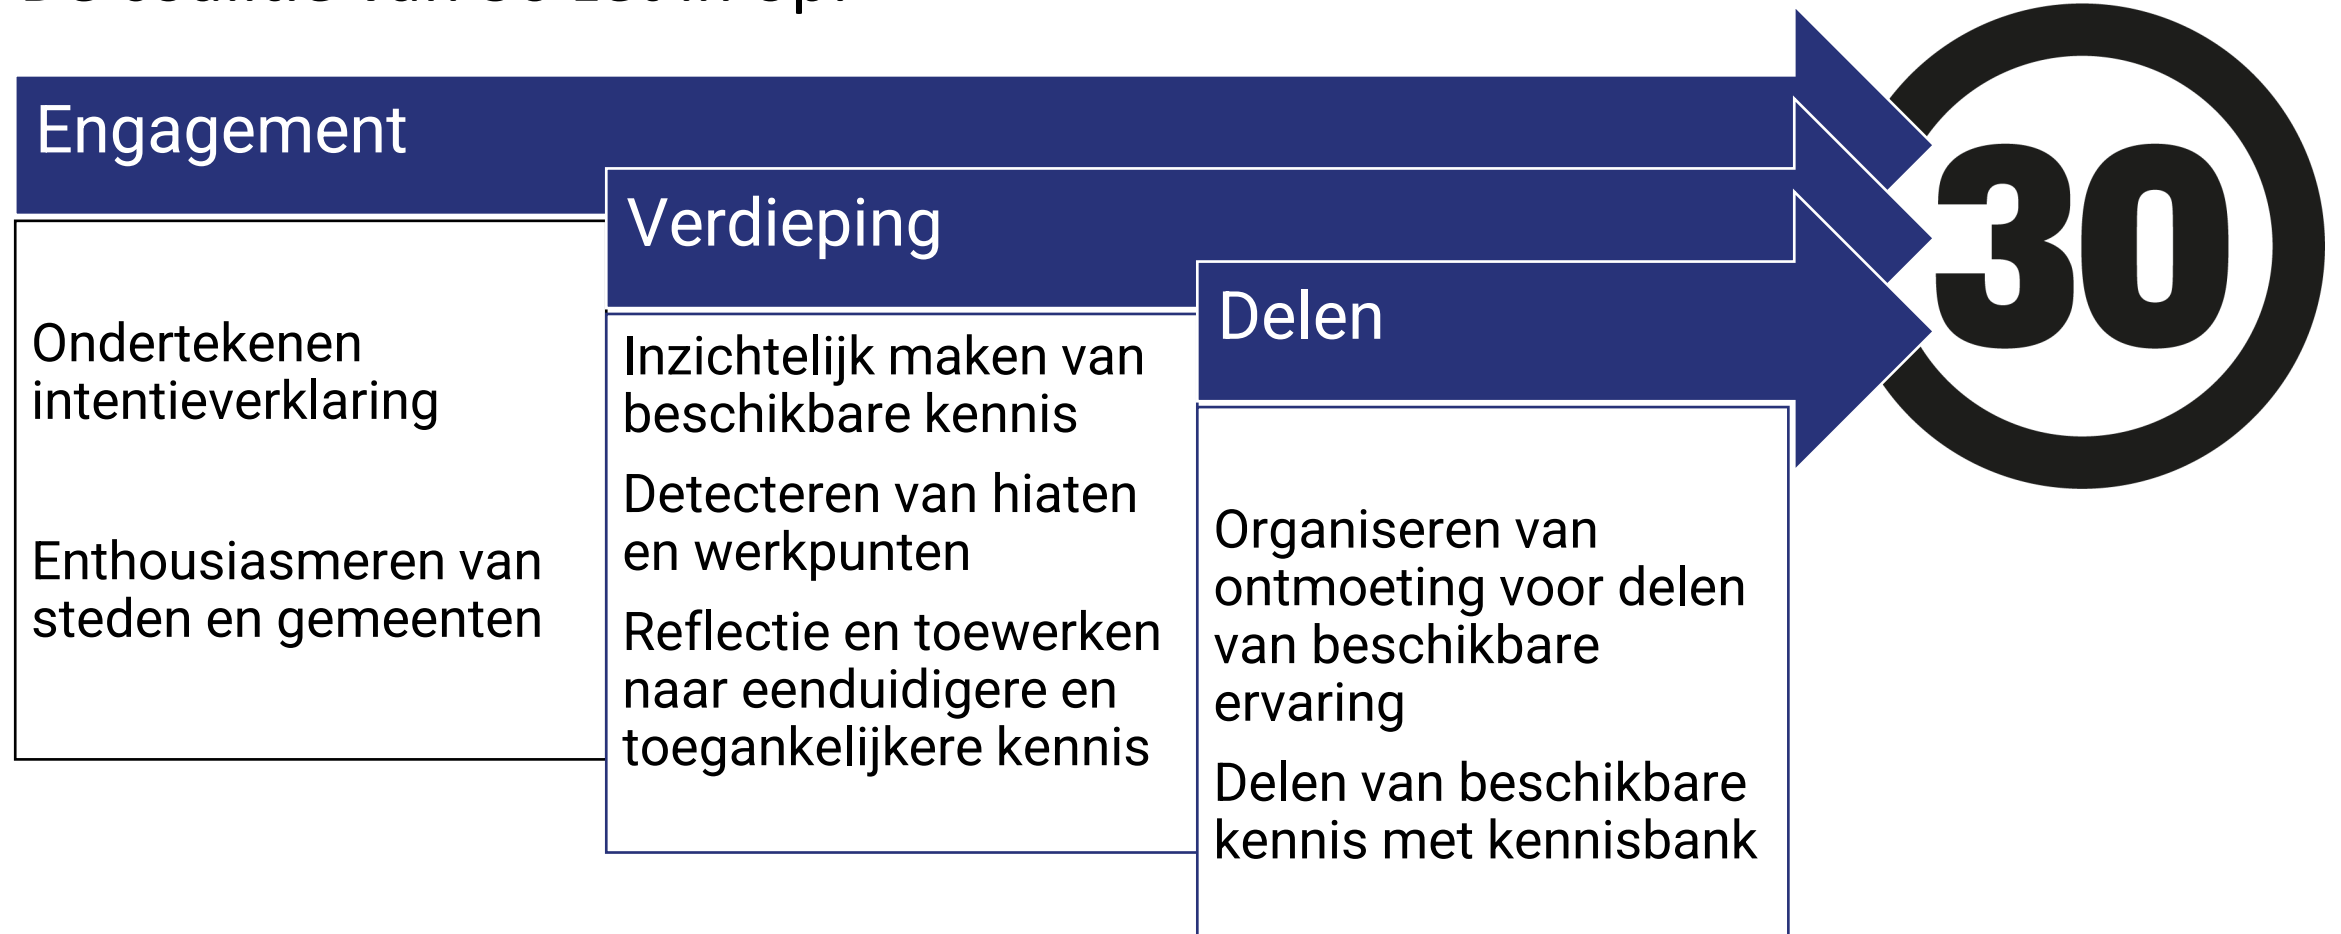 Engagement
Verdieping
Delen
30
Ondertekenen
intentieverklaring
Enthousiasmeren van
steden en gemeenten
Inzichtelijk maken van
beschikbare kennis
Detecteren van hiaten
en werkpunten
Reflectie en toewerken
naar eenduidigere en
toegankelijkere kennis
Organiseren van
ontmoeting voor delen
van beschikbare
ervaring
Delen van beschikbare
kennis met kennisbank